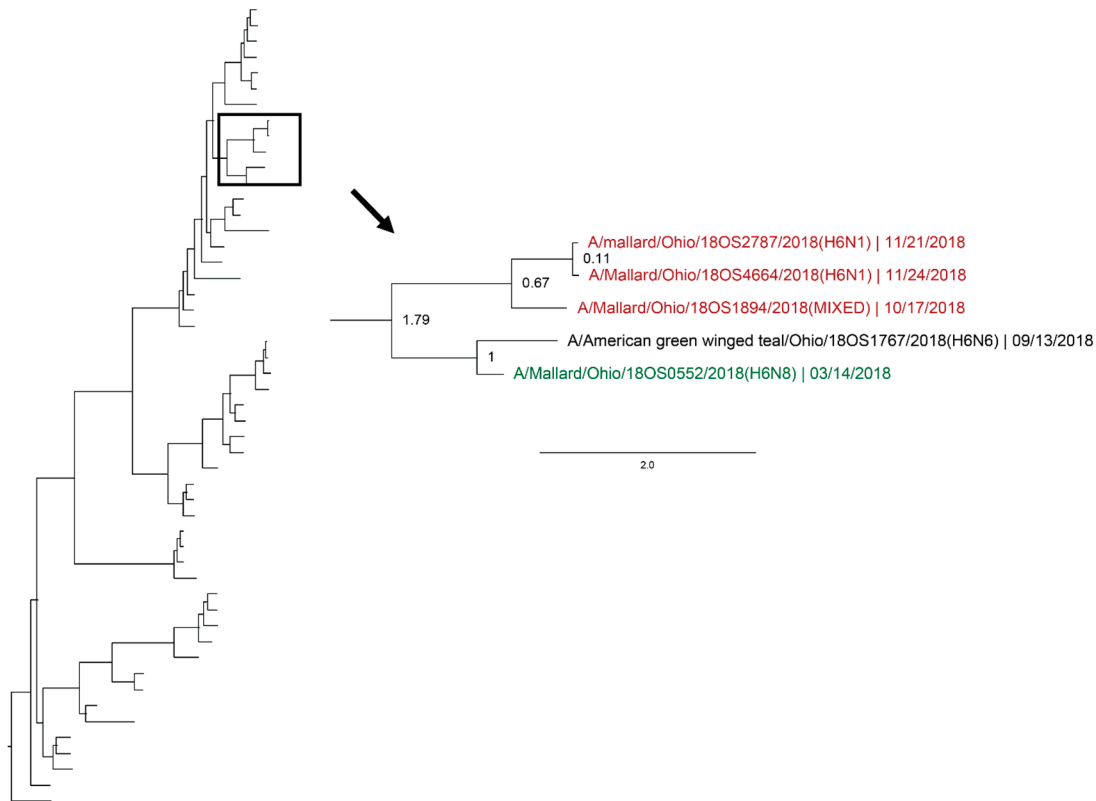 A/mallard/Ohio/18OS2787/2018(H6N1) | 11/21/2018
0.11
A/Mallard/Ohio/18OS4664/2018(H6N1) | 11/24/2018
0.67
A/Mallard/Ohio/18OS1894/2018(MIXED) | 10/17/2018
1.79
A/American green winged teal/Ohio/18OS1767/2018(H6N6) | 09/13/2018
1
A/Mallard/Ohio/18OS0552/2018(H6N8) | 03/14/2018
2.0